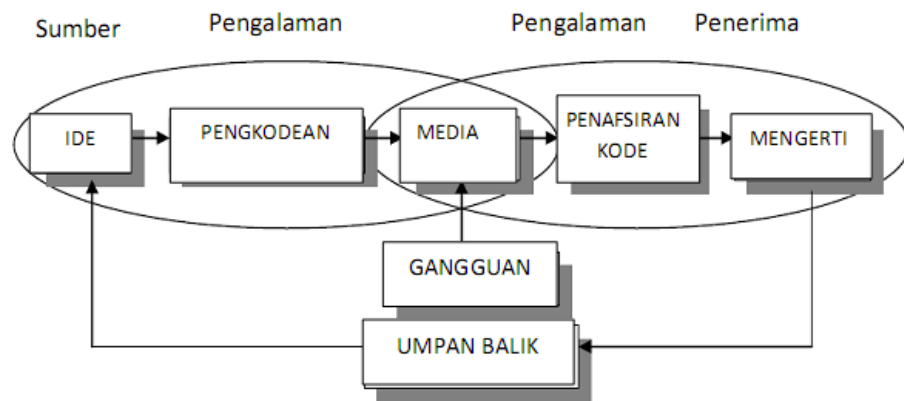 Sumber Pengalaman Pengalaman Penerima
IDE
PENGKODEAN
MEDIA
PENAFSIRAN
KODE
MENGERTI
GANGGUAN
UMPAN BALIK